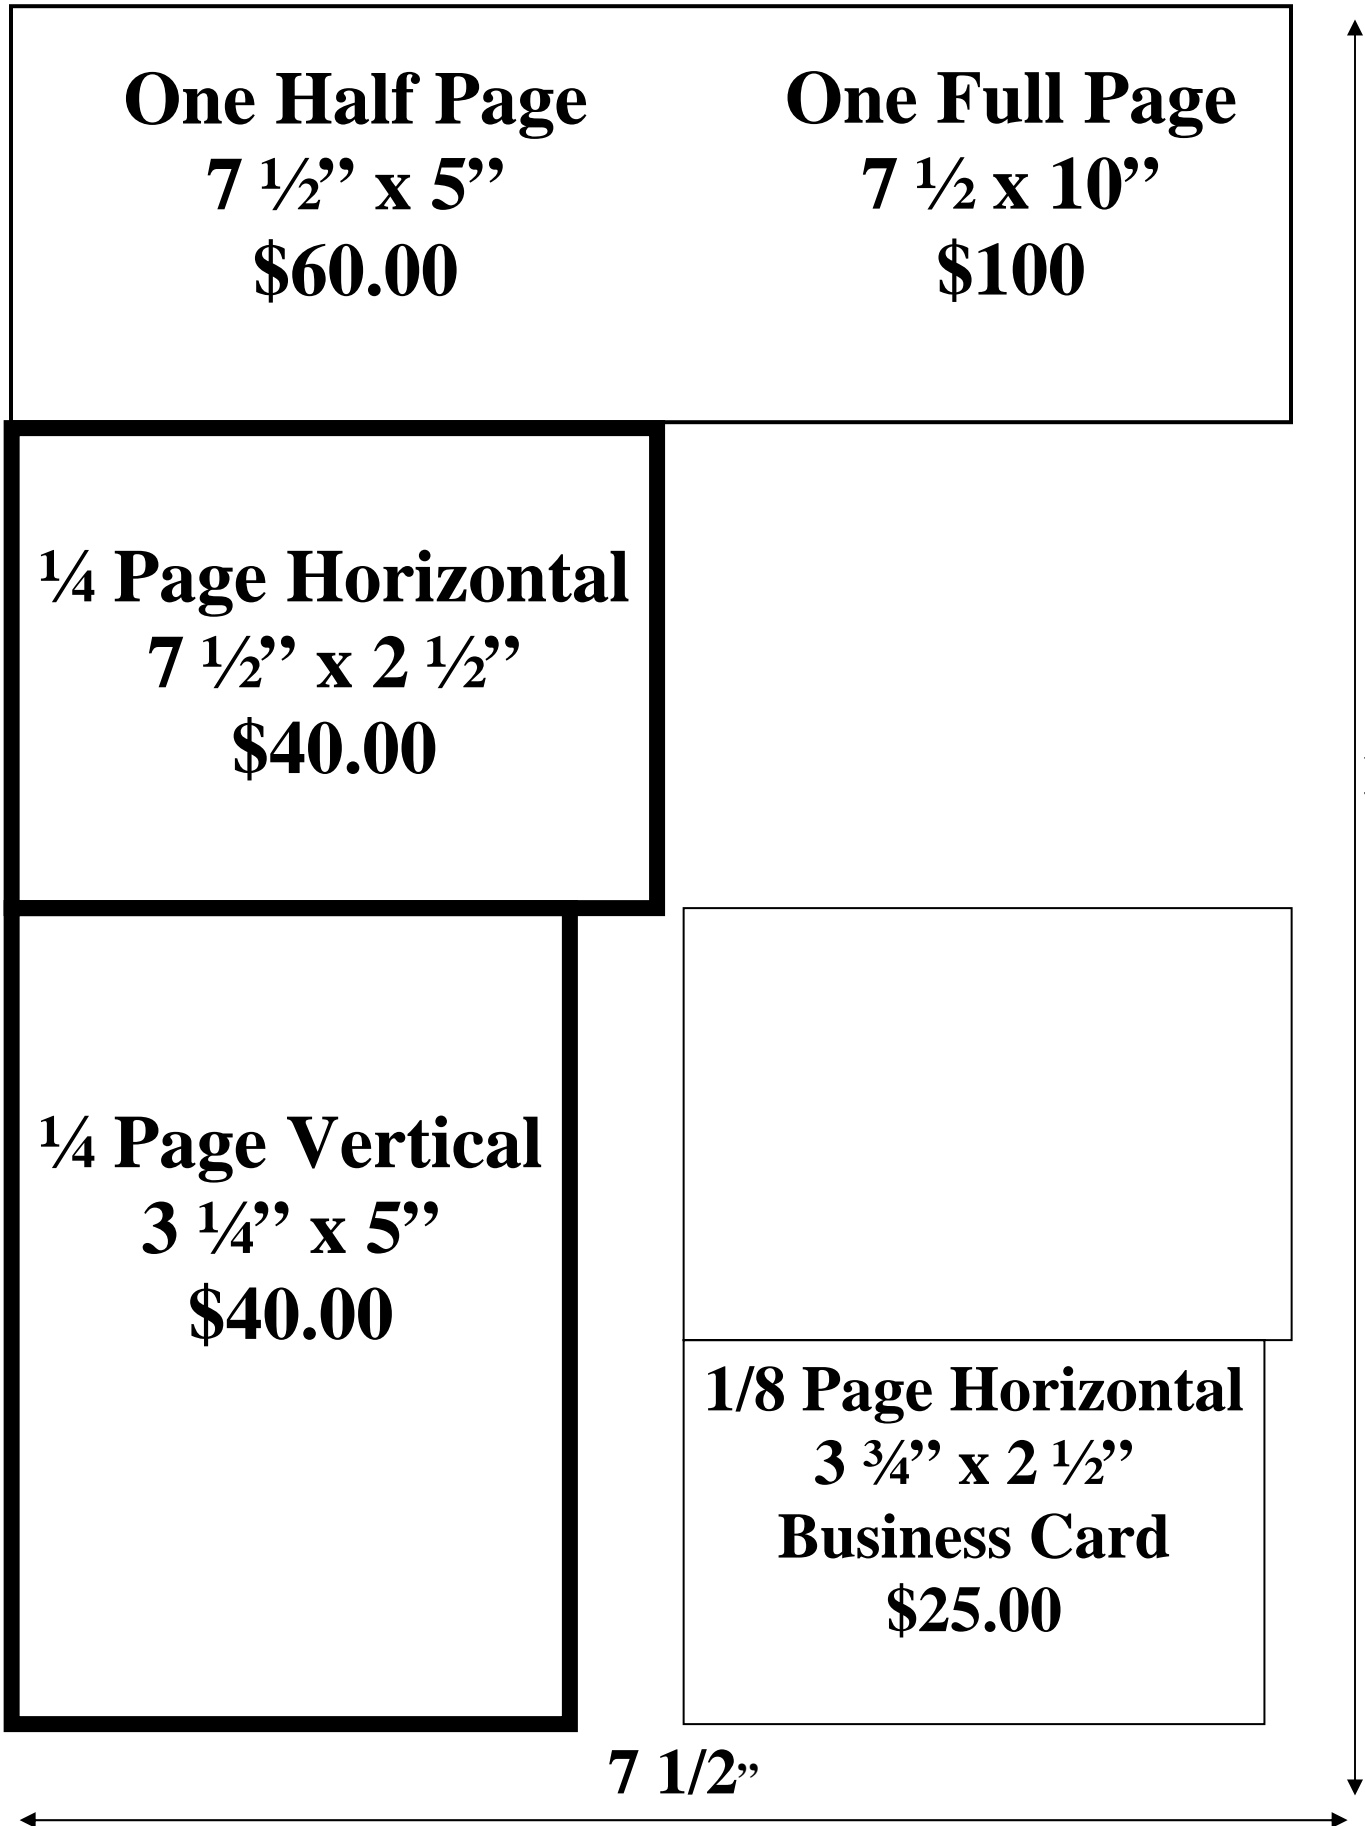 One Half Page
7 ½” x 5”
$60.00
One Full Page
7 ½ x 10”
$100
¼ Page Horizontal
7 ½” x 2 ½”
$40.00
¼ Page Vertical
3 ¼” x 5”
$40.00
1/8 Page Horizontal
3 ¾” x 2 ½”
Business Card
$25.00
7 1/2”